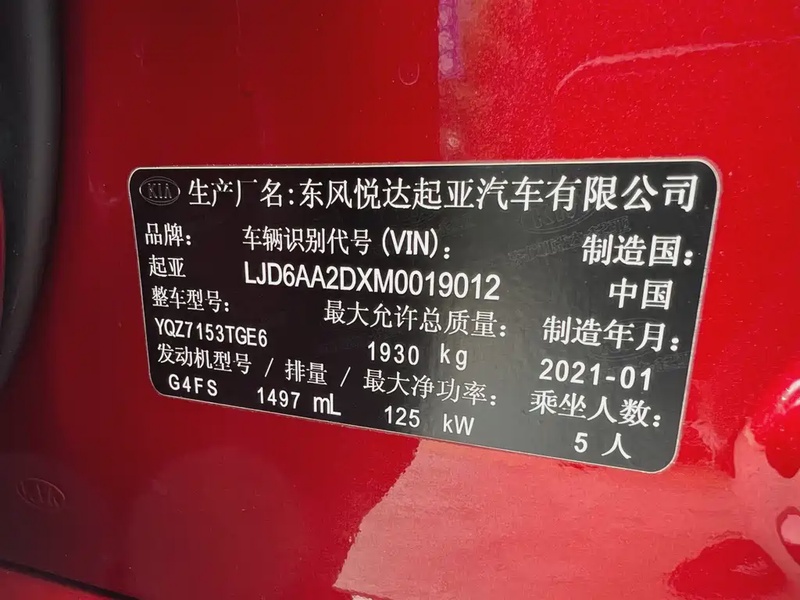 KIA 生产厂名:东风悦达起亚汽车有限公司
品牌: 车辆识别代号(VIN): 制造国:
起亚 LJD6AA2DXM0019012 中国
整车型号: 最大允许总质量: 制造年月:
YQZ7153TGE6 1930 kg 2021-01
发动机型号 / 排量 / 最大净功率: 乘坐人数:
G4FS 1497 mL 125 kW 5 人
KIA